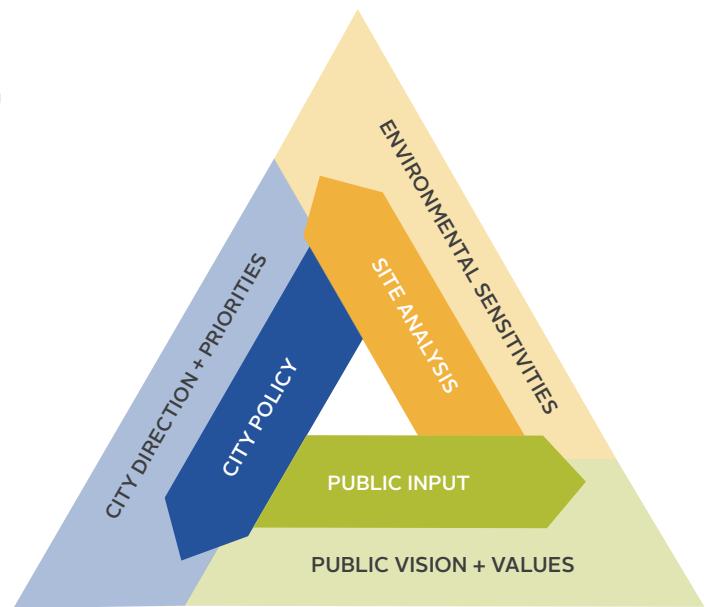 ENVIRONMENTAL SENSITIVITIES
SITE ANALYSIS
CITY DIRECTION + PRIORITIES
CITY POLICY
PUBLIC INPUT
PUBLIC VISION + VALUES